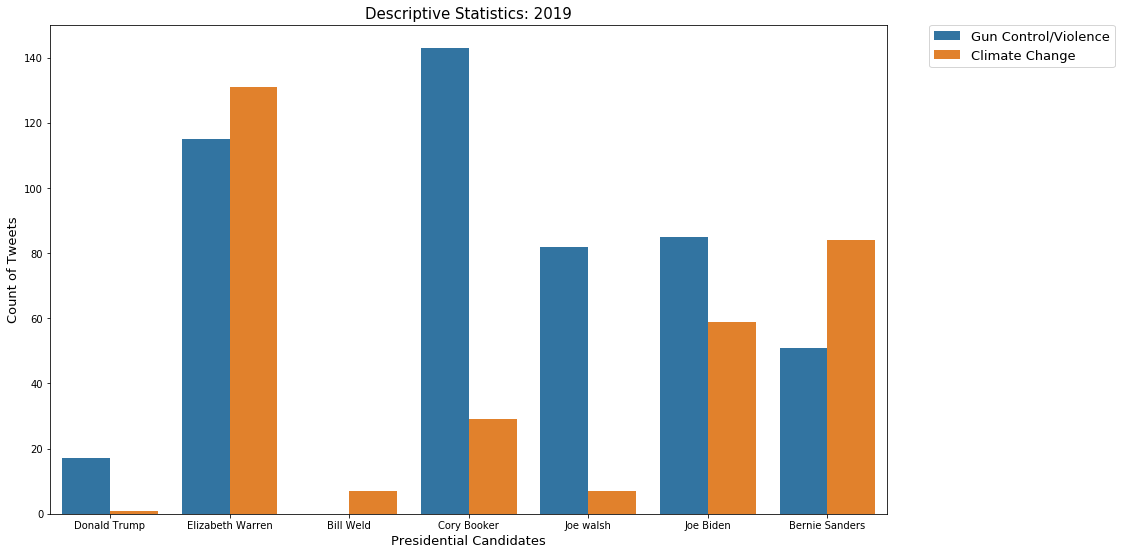 Descriptive Statistics: 2019
Gun Control/Violence
Climate Change
Count of Tweets
140
120
100
80
60
40
20
0
Donald Trump Elizabeth Warren Bill Weld Cory Booker Joe walsh Joe Biden Bernie Sanders
Presidential Candidates